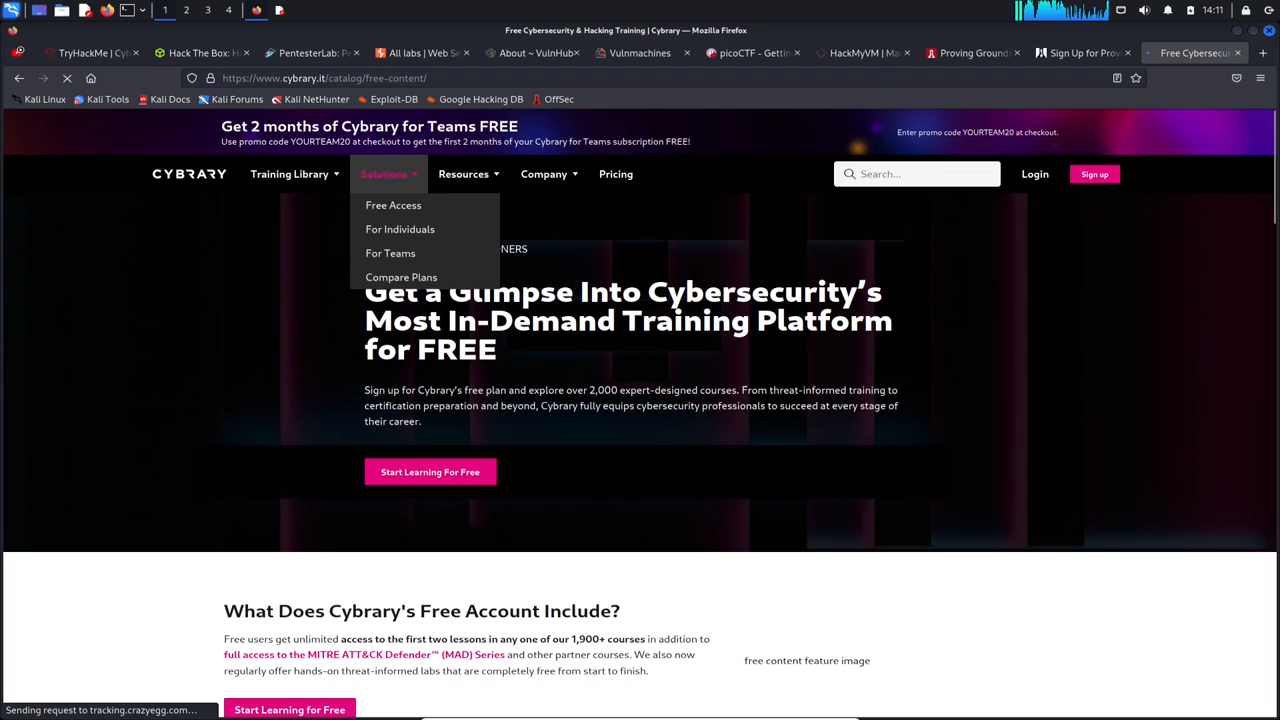 1 2 3 4 14:11
Free Cybersecurity & Hacking Training | Cybrary — Mozilla Firefox
TryHackMe | Cyb Hack The Box: H PentesterLab: P All labs | Web Se About ~ VulnHub Vulnmachines picoCTF - Gettin HackMyVM | Ma Proving Grounds Sign Up for Prov Free Cybersecur
https://www.cybrary.it/catalog/free-content/
Kali Linux Kali Tools Kali Docs Kali Forums Kali NetHunter Exploit-DB Google Hacking DB OffSec
Get 2 months of Cybrary for Teams FREE
Use promo code YOURTEAM20 at checkout to get the first 2 months of your Cybrary for Teams subscription FREE!
Enter promo code YOURTEAM20 at checkout.
CYBRARY Training Library Solutions Resources Company Pricing Search... Login Sign up
Free Access
For Individuals
For Teams
Compare Plans
NERS
Get a Glimpse Into Cybersecurity’s
Most In-Demand Training Platform
for FREE
Sign up for Cybrary’s free plan and explore over 2,000 expert-designed courses. From threat-informed training to
certification preparation and beyond, Cybrary fully equips cybersecurity professionals to succeed at every stage of
their career.
Start Learning For Free
What Does Cybrary's Free Account Include?
Free users get unlimited access to the first two lessons in any one of our 1,900+ courses in addition to
full access to the MITRE ATT&CK Defender™ (MAD) Series and other partner courses. We also now
regularly offer hands-on threat-informed labs that are completely free from start to finish.
free content feature image
Start Learning for Free
Sending request to tracking.crazyegg.com…